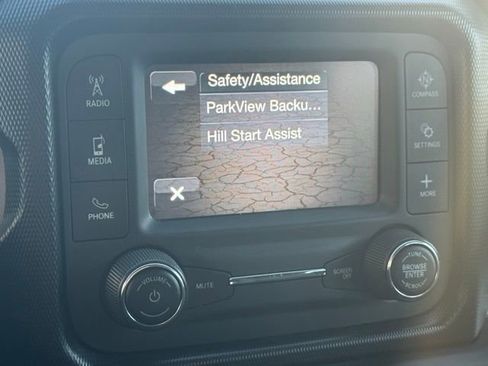 Safety/Assistance
ParkView Backu...
Hill Start Assist
RADIO
MEDIA
PHONE
COMPASS
SETTINGS
MORE
VOLUME
MUTE
SCREEN
OFF
TUNE
BROWSE
ENTER
SCROLL